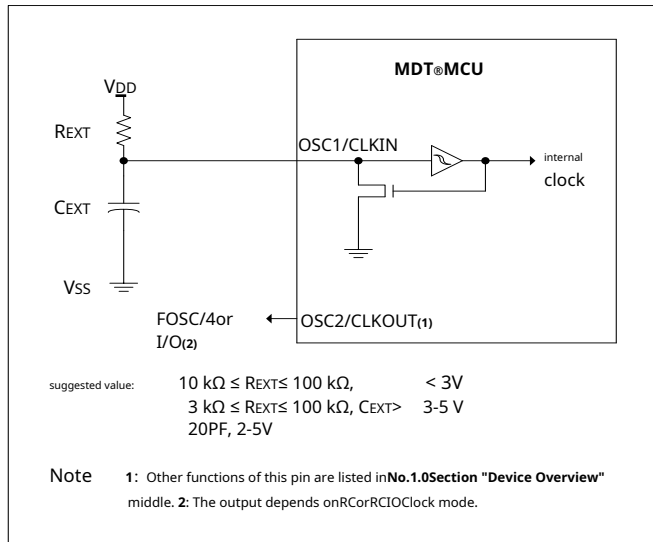 MDT®MCU
VDD
REXT
OSC1/CLKIN
internal
clock
CEXT
VSS
FOSC/4or
I/O(2)
OSC2/CLKOUT(1)
suggested value: 10 kΩ ≤ REXT≤ 100 kΩ, < 3V
3 kΩ ≤ REXT≤ 100 kΩ, CEXT> 3-5 V
20PF, 2-5V
Note 1: Other functions of this pin are listed inNo.1.0Section "Device Overview"
middle. 2: The output depends onRCorRCIOClock mode.